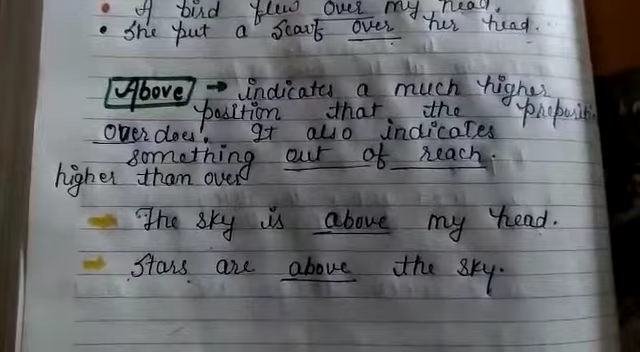 • A bird flew over my head.
• She put a scarf over her head.
Above → indicates a much higher
position that the
over does. It also indicates
something out of reach.
higher than over
→ The sky is above my head.
→ Stars are above the sky.